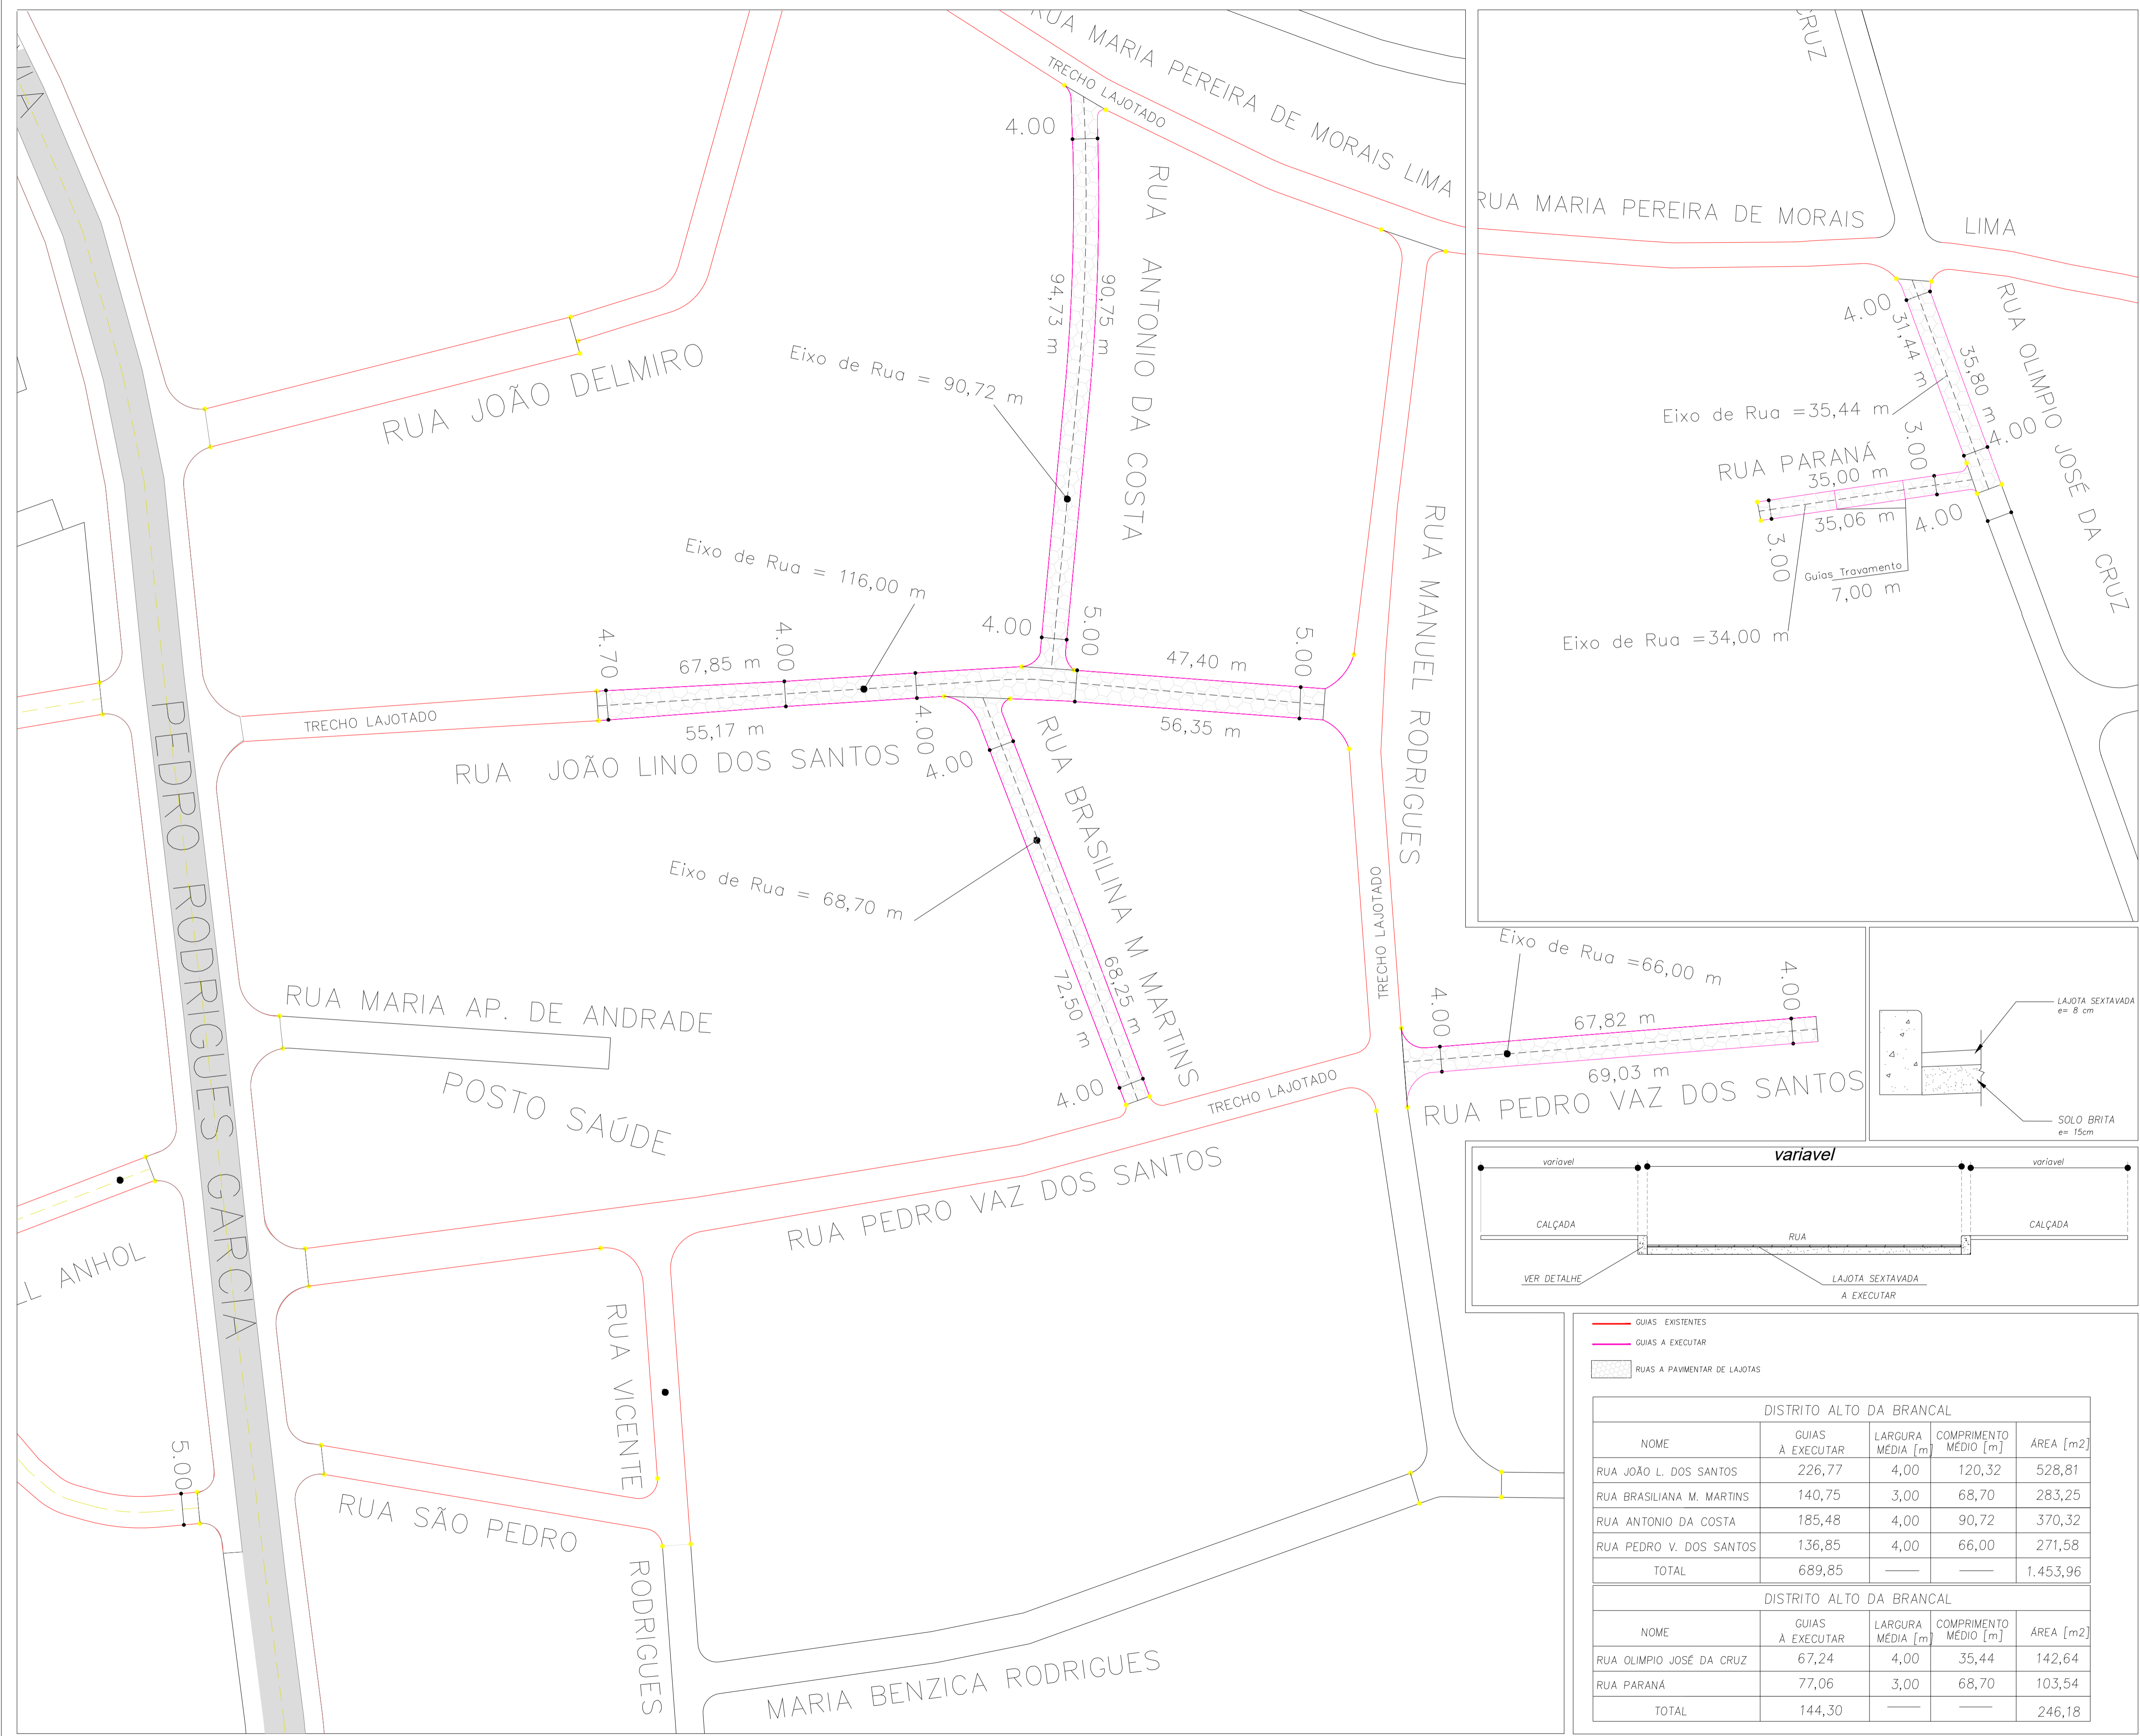 RUA MARIA PEREIRA DE MORAIS LIMA
TRECHO LAJOTADO
4.00
RUA ANTONIO DA COSTA
94,73 m
90,75 m
Eixo de Rua = 90,72 m
RUA JOÃO DELMIRO
Eixo de Rua = 116,00 m
4.00
5.00
4.70
67,85 m
4.00
47,40 m
5.00
TRECHO LAJOTADO
55,17 m
4.00
56,35 m
RUA JOÃO LINO DOS SANTOS
4.00
RUA BRASILINA M MARTINS
Eixo de Rua = 68,70 m
72,50 m
68,25 m
4.00
RUA MANUEL RODRIGUES
TRECHO LAJOTADO
PEDRO RODRIGUES GARCIA
RUA MARIA AP. DE ANDRADE
POSTO SAÚDE
TRECHO LAJOTADO
RUA PEDRO VAZ DOS SANTOS
L ANHOL
RUA VICENTE
RODRIGUES
5.00
RUA SÃO PEDRO
MARIA BENZICA RODRIGUES
CRUZ
RUA MARIA PEREIRA DE MORAIS LIMA
4.00
31,44 m
35,80 m
RUA OLIMPIO JOSÉ DA CRUZ
Eixo de Rua =35,44 m
4.00
3.00
RUA PARANÁ
35,00 m
35,06 m
4.00
3.00
Guias Travamento
7,00 m
Eixo de Rua =34,00 m
Eixo de Rua =66,00 m
4.00
67,82 m
4.00
69,03 m
RUA PEDRO VAZ DOS SANTOS
LAJOTA SEXTAVADA
e= 8 cm
SOLO BRITA
e= 15cm
variavel
variavel
variavel
CALÇADA
RUA
CALÇADA
VER DETALHE
LAJOTA SEXTAVADA
A EXECUTAR
GUIAS EXISTENTES
GUIAS A EXECUTAR
RUAS A PAVIMENTAR DE LAJOTAS
DISTRITO ALTO DA BRANCAL
NOME GUIAS À EXECUTAR LARGURA MÉDIA [m] COMPRIMENTO MÉDIO [m] ÁREA [m2]
RUA JOÃO L. DOS SANTOS 226,77 4,00 120,32 528,81
RUA BRASILIANA M. MARTINS 140,75 3,00 68,70 283,25
RUA ANTONIO DA COSTA 185,48 4,00 90,72 370,32
RUA PEDRO V. DOS SANTOS 136,85 4,00 66,00 271,58
TOTAL 689,85 —— —— 1.453,96
DISTRITO ALTO DA BRANCAL
NOME GUIAS À EXECUTAR LARGURA MÉDIA [m] COMPRIMENTO MÉDIO [m] ÁREA [m2]
RUA OLIMPIO JOSÉ DA CRUZ 67,24 4,00 35,44 142,64
RUA PARANÁ 77,06 3,00 68,70 103,54
TOTAL 144,30 —— —— 246,18